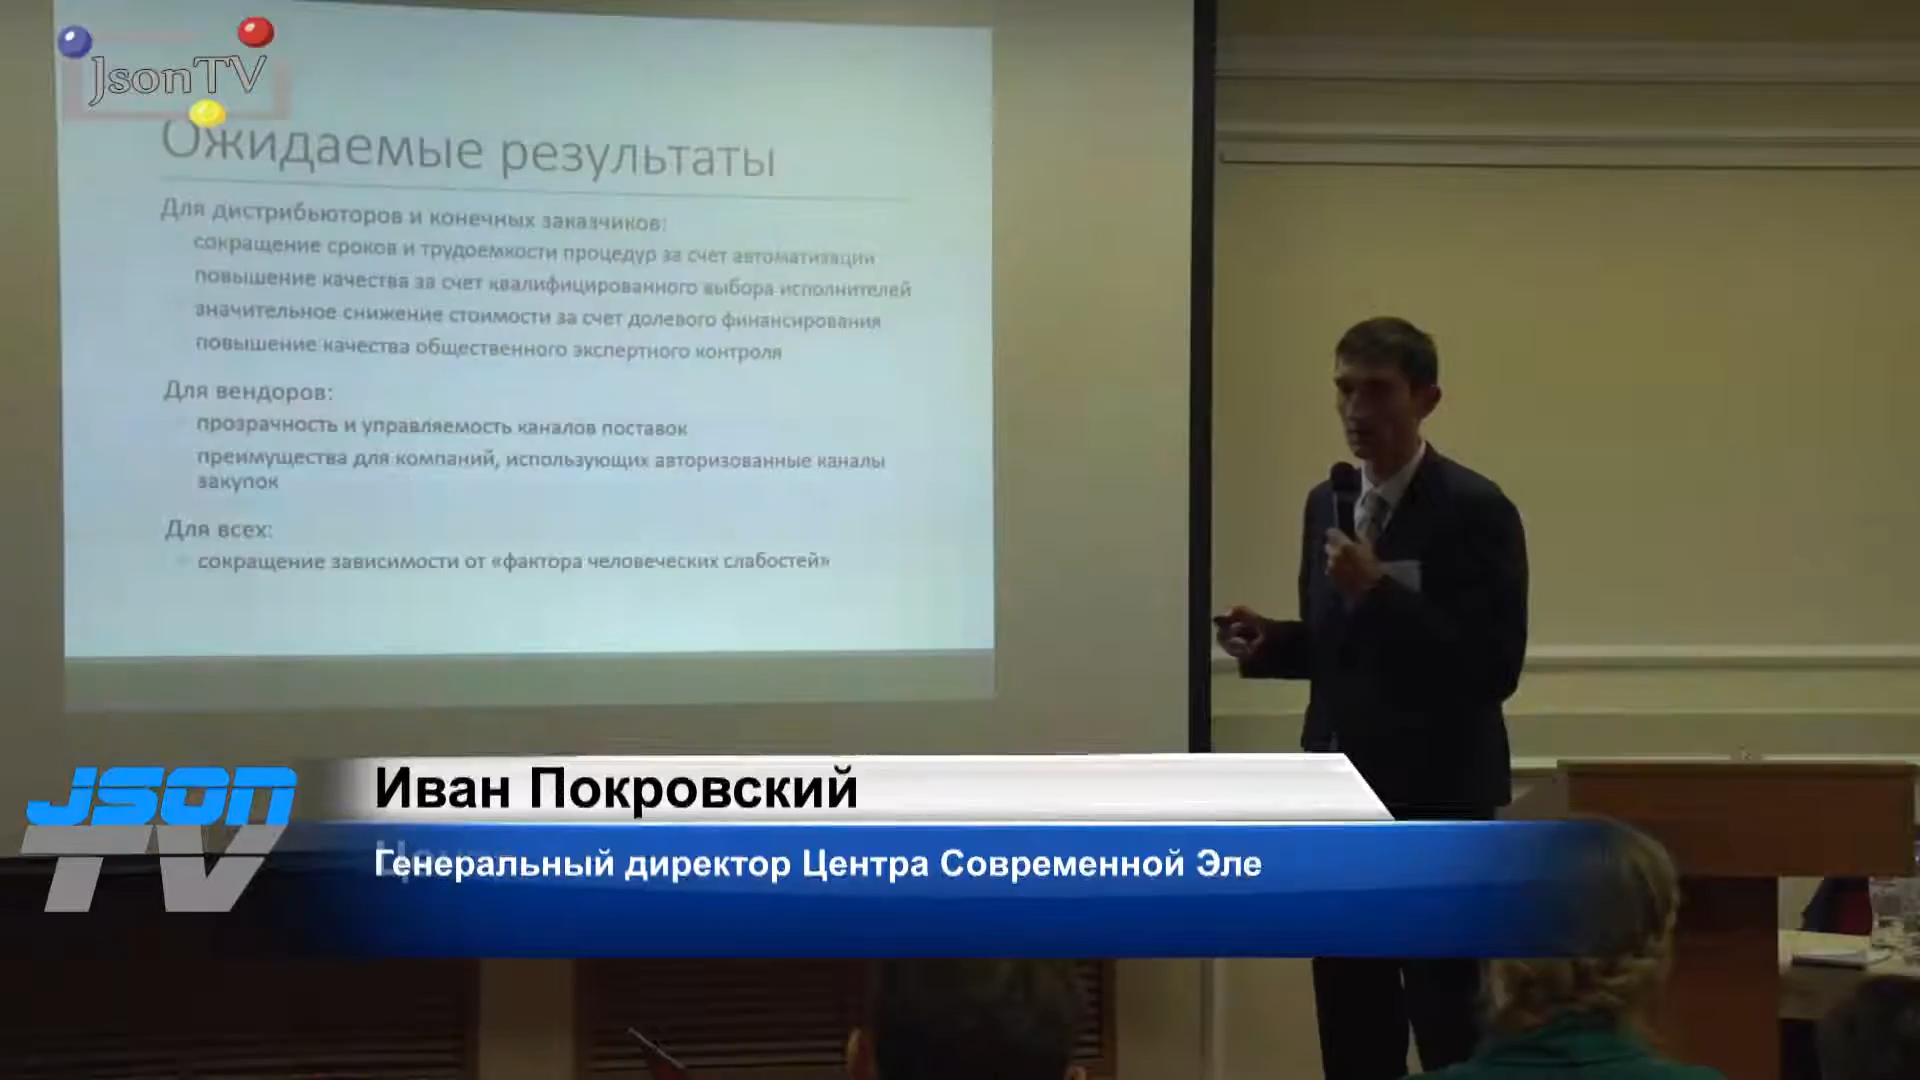 JsonTV
Ожидаемые результаты
Для дистрибьюторов и конечных заказчиков:
сокращение сроков и трудоемкости процедур за счет автоматизации
повышение качества за счет квалифицированного выбора исполнителей
значительное снижение стоимости за счет долевого финансирования
повышение качества общественного экспертного контроля
Для вендоров:
прозрачность и управляемость каналов поставок
преимущества для компаний, использующих авторизованные каналы
закупок
Для всех:
сокращение зависимости от «фактора человеческих слабостей»
JSON
TV
Иван Покровский
Генеральный директор Центра Современной Эле